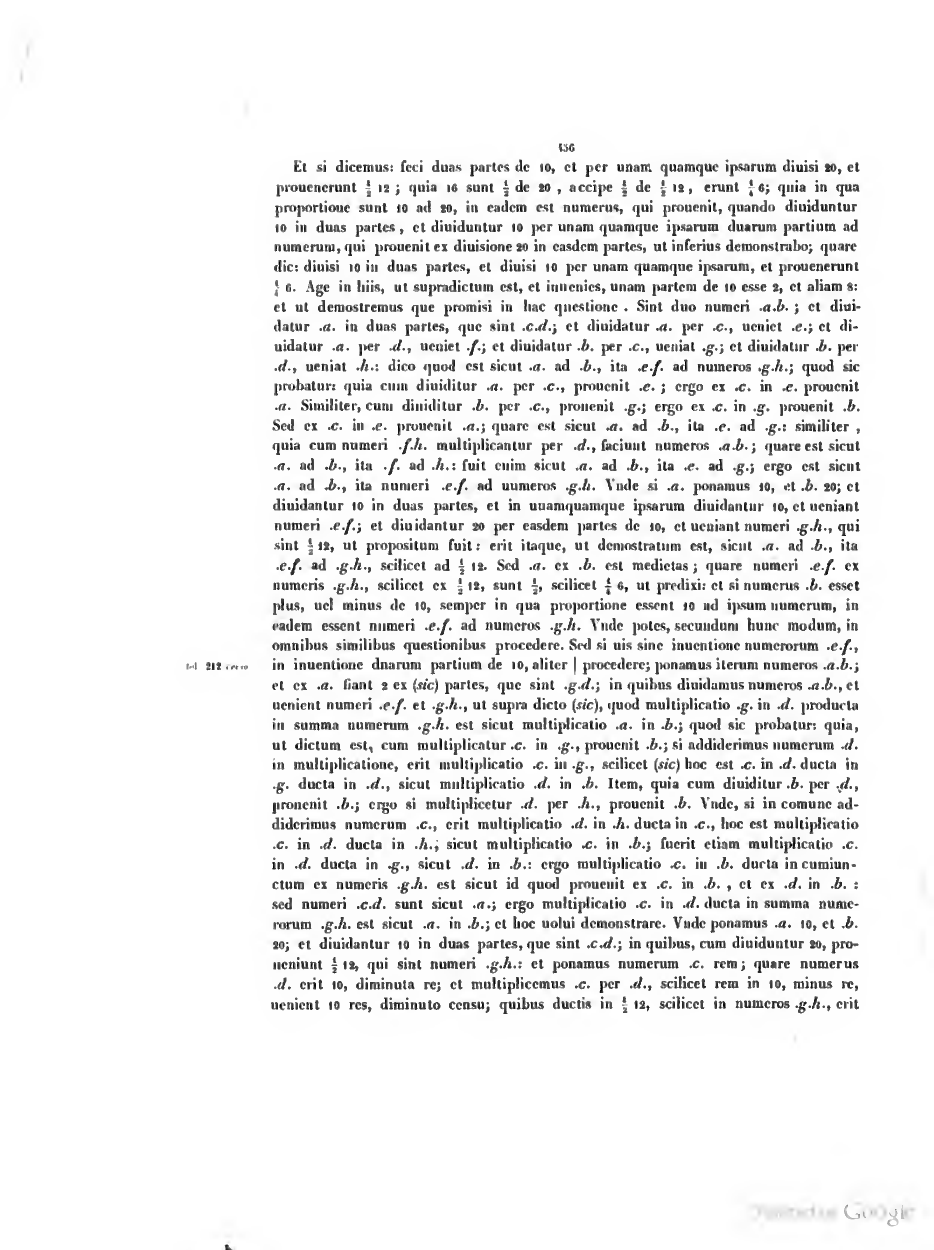 456
Et si dicemus: feci duas partes de 10, et per unam quamque ipsarum diuisi 20, et
prouenerunt ½ 12 ; quia 16 sunt ½ de 20 , accipe ½ de ½ 12 , erunt ¼ 6; quia in qua
proportioue sunt 10 ad 20, in eadem est numerus, qui prouenit, quando diuiduntur
10 in duas partes , et diuiduntur 10 per unam quamque ipsarum duarum partium ad
numerum, qui prouenit ex diuisione 20 in easdem partes, ut inferius demonstrabo; quare
dic: diuisi 10 in duas partes, et diuisi 10 per unam quamque ipsarum, et prouenerunt
¼ 6. Age in hiis, ut supradictum est, et inuenies, unam partem de 10 esse 2, et aliam 8:
et ut demostremus que promisi in hac questione . Sint duo numeri .a.b. ; et diui-
datur .a. in duas partes, que sint .c.d.; et diuidatur .a. per .c., ueniet .e.; et di-
uidatur .a. per .d., ueniet .f.; et diuidatur .b. per .c., ueniat .g.; et diuidatur .b. per
.d., ueniat .h.: dico quod est sicut .a. ad .b., ita .e.f. ad numeros .g.h.; quod sic
probatur: quia cum diuiditur .a. per .c., prouenit .e. ; ergo ex .c. in .e. prouenit
.a. Similiter, cum diuiditur .b. per .c., prouenit .g.; ergo ex .c. in .g. prouenit .b.
Sed ex .c. in .e. prouenit .a.; quare est sicut .a. ad .b., ita .e. ad .g.: similiter ,
quia cum numeri .f.h. multiplicantur per .d., faciunt numeros .a.b.; quare est sicut
.a. ad .b., ita .f. ad .h.: fuit enim sicut .a. ad .b., ita .e. ad .g.; ergo est sicut
.a. ad .b., ita numeri .e.f. ad uumeros .g.h. Vnde si .a. ponamus 10, et .b. 20; et
diuidantur 10 in duas partes, et in unamquamque ipsarum diuidantur 10, et ueniant
numeri .e.f.; et diuidantur 20 per easdem partes de 10, et ueniant numeri .g.h., qui
sint ½ 12, ut propositum fuit: erit itaque, ut demostratum est, sicut .a. ad .b., ita
.e.f. ad .g.h., scilicet ad ½ 12. Sed .a. ex .b. est medietas ; quare numeri .e.f. ex
numeris .g.h., scilicet ex ½ 12, sunt ½, scilicet ¼ 6, ut predixi: et si numerus .b. esset
plus, uel minus de 10, semper in qua proportione essent 10 ad ipsum numerum, in
eadem essent numeri .e.f. ad numeros .g.h. Vnde potes, secundum hunc modum, in
omnibus similibus questionibus procedere. Sed si uis sine inuentione numerorum .e.f.,
fol. 212 verso
in inuentione duarum partium de 10, aliter | procedere; ponamus iterum numeros .a.b.;
et ex .a. fiant 2 ex (sic) partes, que sint .g.d.; in quibus diuidamus numeros .a.b., et
uenient numeri .e.f. et .g.h., ut supra dicto (sic), quod multiplicatio .g. in .d. producta
in summa numerum .g.h. est sicut multiplicatio .a. in .b.; quod sic probatur: quia,
ut dictum est, cum multiplicatur .c. in .g., prouenit .b.; si addiderimus numerum .d.
in multiplicatione, erit multiplicatio .c. in .g., scilicet (sic) hoc est .c. in .d. ducta in
.g. ducta in .d., sicut multiplicatio .d. in .b. Item, quia cum diuiditur .b. per .d.,
prouenit .b.; ergo si multiplicetur .d. per .h., prouenit .b. Vnde, si in comune ad-
diderimus numerum .c., erit multiplicatio .d. in .h. ducta in .c., hoc est multiplicatio
.c. in .d. ducta in .h., sicut multiplicatio .c. in .b.; fuerit etiam multiplicatio .c.
in .d. ducta in .g., sicut .d. in .b.: ergo multiplicatio .c. in .b. ducta in cumiun-
ctum ex numeris .g.h. est sicut id quod prouenit ex .c. in .b. , et ex .d. in .b. :
sed numeri .c.d. sunt sicut .a.; ergo multiplicatio .c. in .d. ducta in summa nume-
rorum .g.h. est sicut .a. in .b.; et hoc uolui demonstrare. Vnde ponamus .a. 10, et .b.
20; et diuidantur 10 in duas partes, que sint .c.d.; in quibus, cum diuiduntur 20, pro-
ueniunt ½ 12, qui sint numeri .g.h.: et ponamus numerum .c. rem; quare numerus
.d. erit 10, diminuta re; et multiplicemus .c. per .d., scilicet rem in 10, minus re,
uenient 10 res, diminuto censu; quibus ductis in ½ 12, scilicet in numeros .g.h., erit
Google